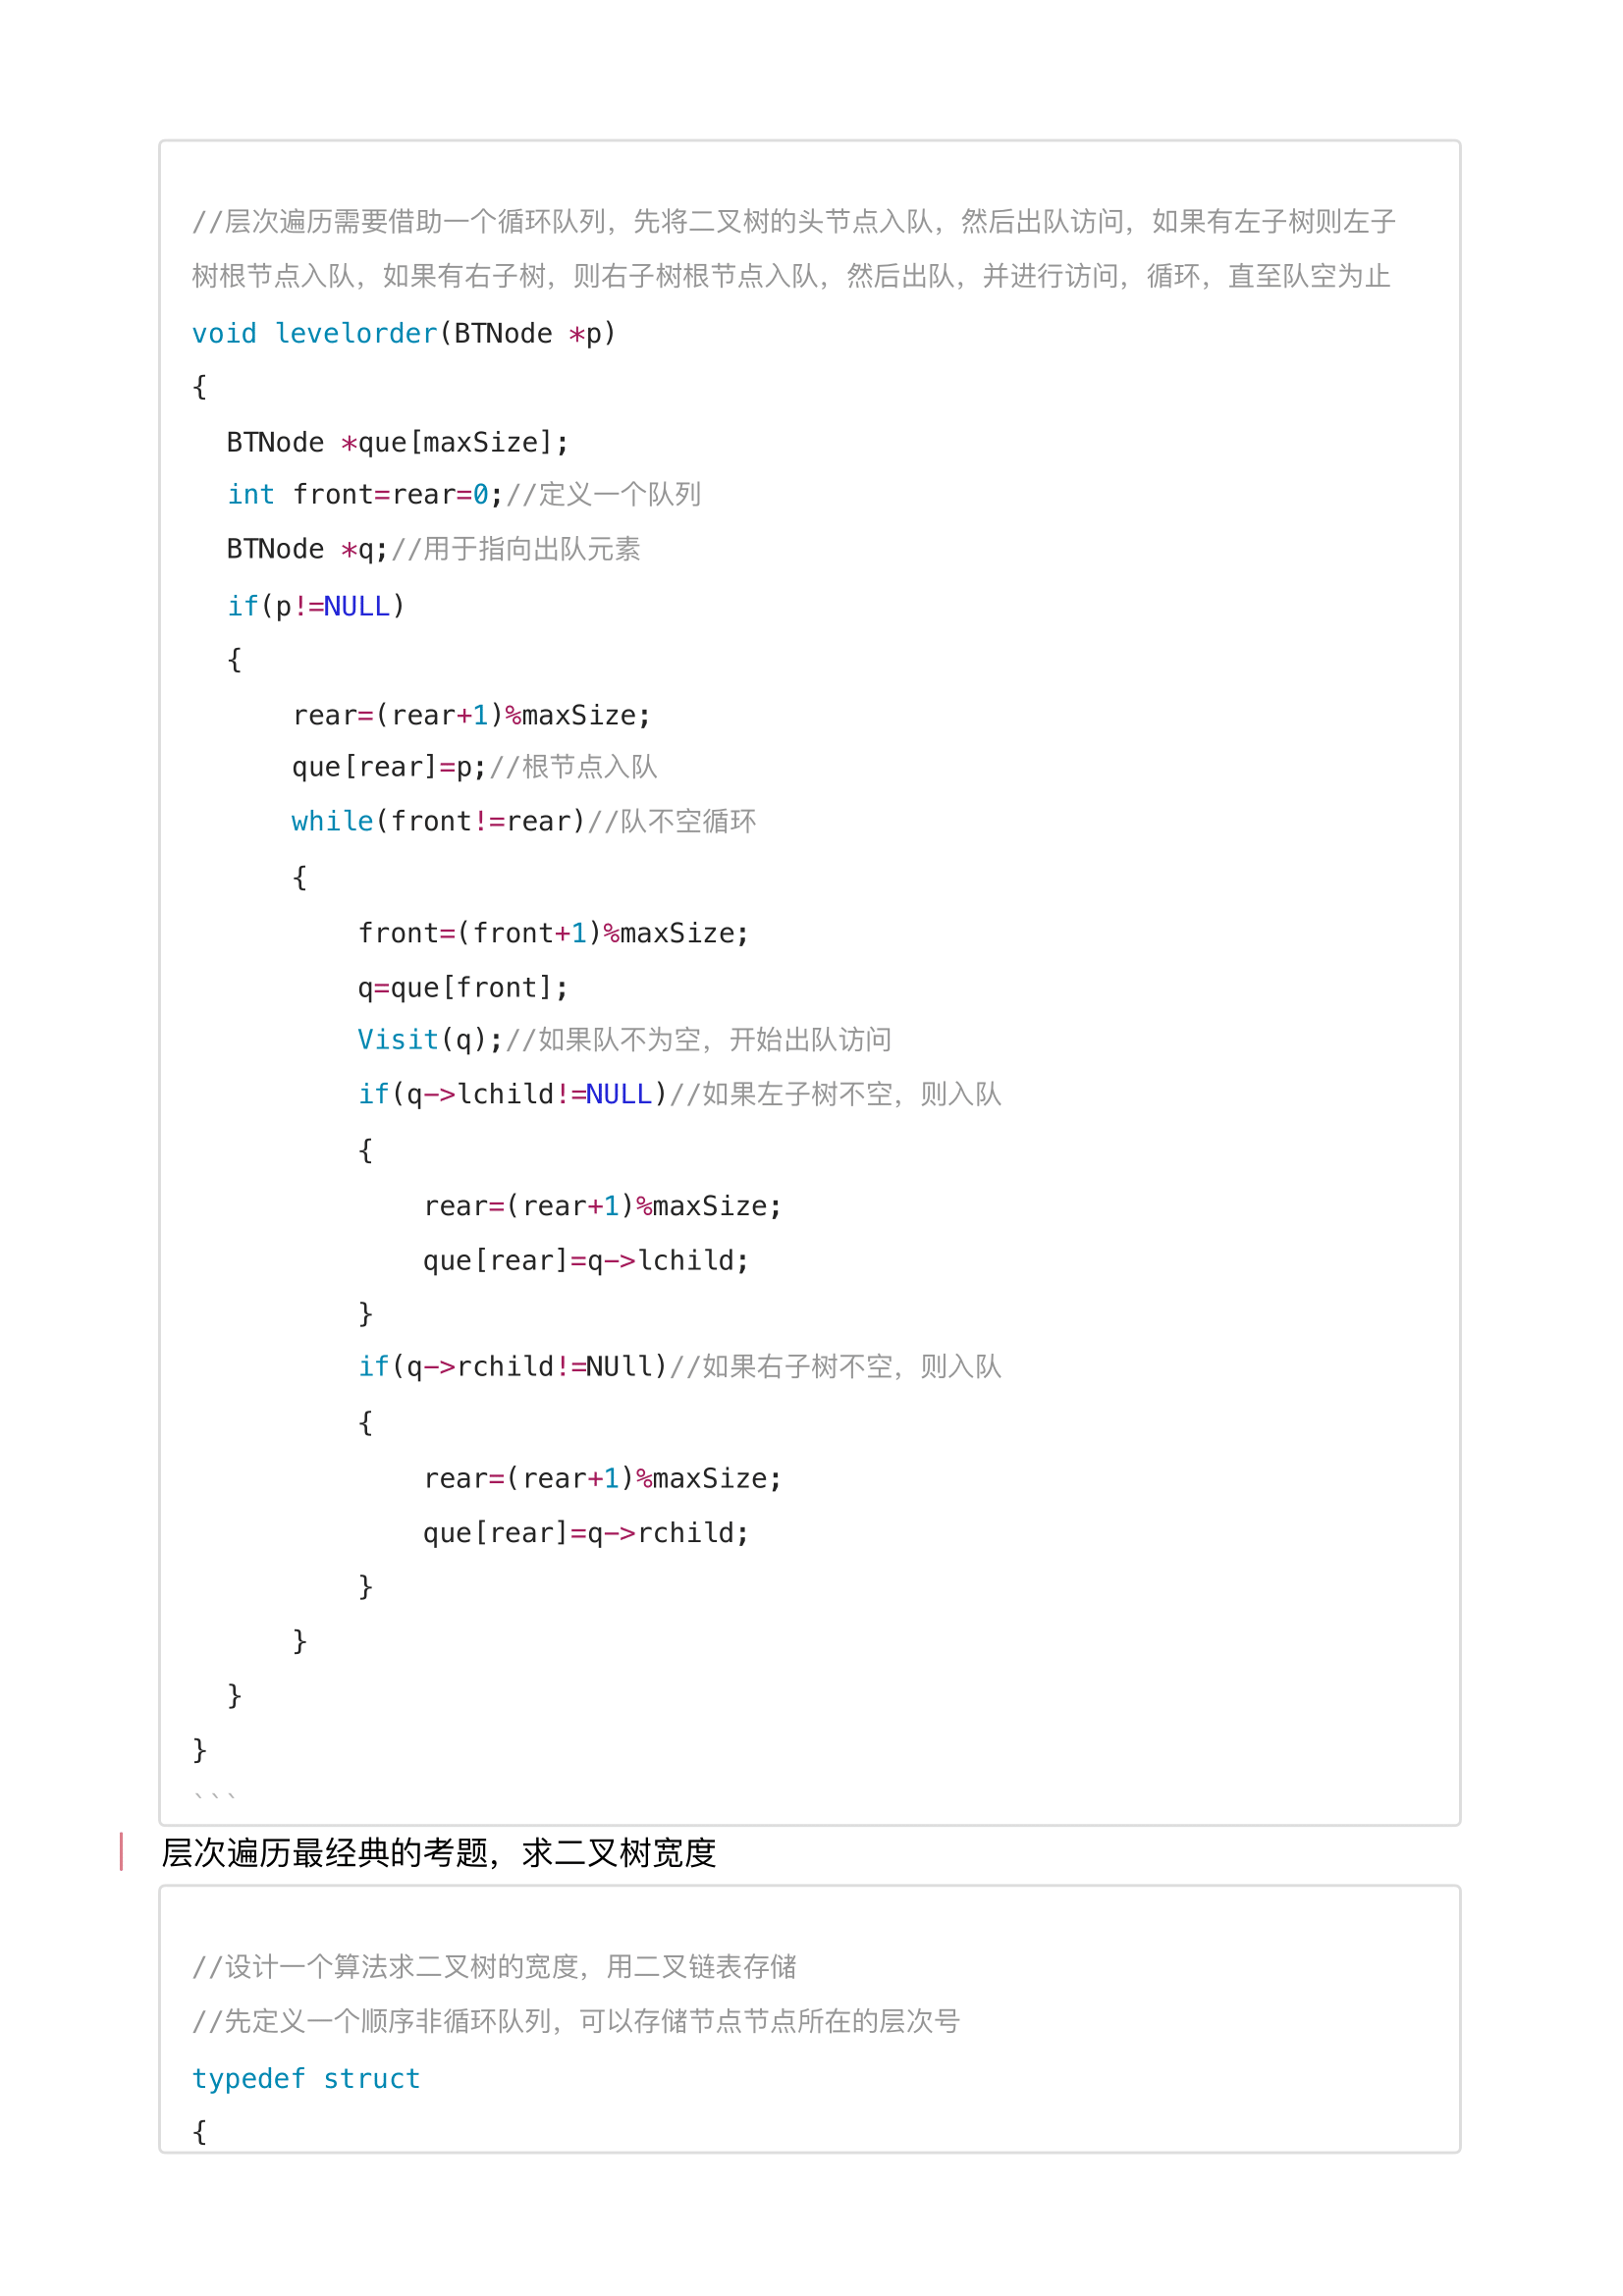 //层次遍历需要借助一个循环队列，先将二叉树的头节点入队，然后出队访问，如果有左子树则左子
树根节点入队，如果有右子树，则右子树根节点入队，然后出队，并进行访问，循环，直至队空为止
void levelorder(BTNode *p)
{
  BTNode *que[maxSize];
  int front=rear=0;//定义一个队列
  BTNode *q;//用于指向出队元素
  if(p!=NULL)
  {
      rear=(rear+1)%maxSize;
      que[rear]=p;//根节点入队
      while(front!=rear)//队不空循环
      {
          front=(front+1)%maxSize;
          q=que[front];
          Visit(q);//如果队不为空，开始出队访问
          if(q->lchild!=NULL)//如果左子树不空，则入队
          {
              rear=(rear+1)%maxSize;
              que[rear]=q->lchild;
          }
          if(q->rchild!=NUll)//如果右子树不空，则入队
          {
              rear=(rear+1)%maxSize;
              que[rear]=q->rchild;
          }
      }
  }
}
```
层次遍历最经典的考题，求二叉树宽度
//设计一个算法求二叉树的宽度，用二叉链表存储
//先定义一个顺序非循环队列，可以存储节点节点所在的层次号
typedef struct
{